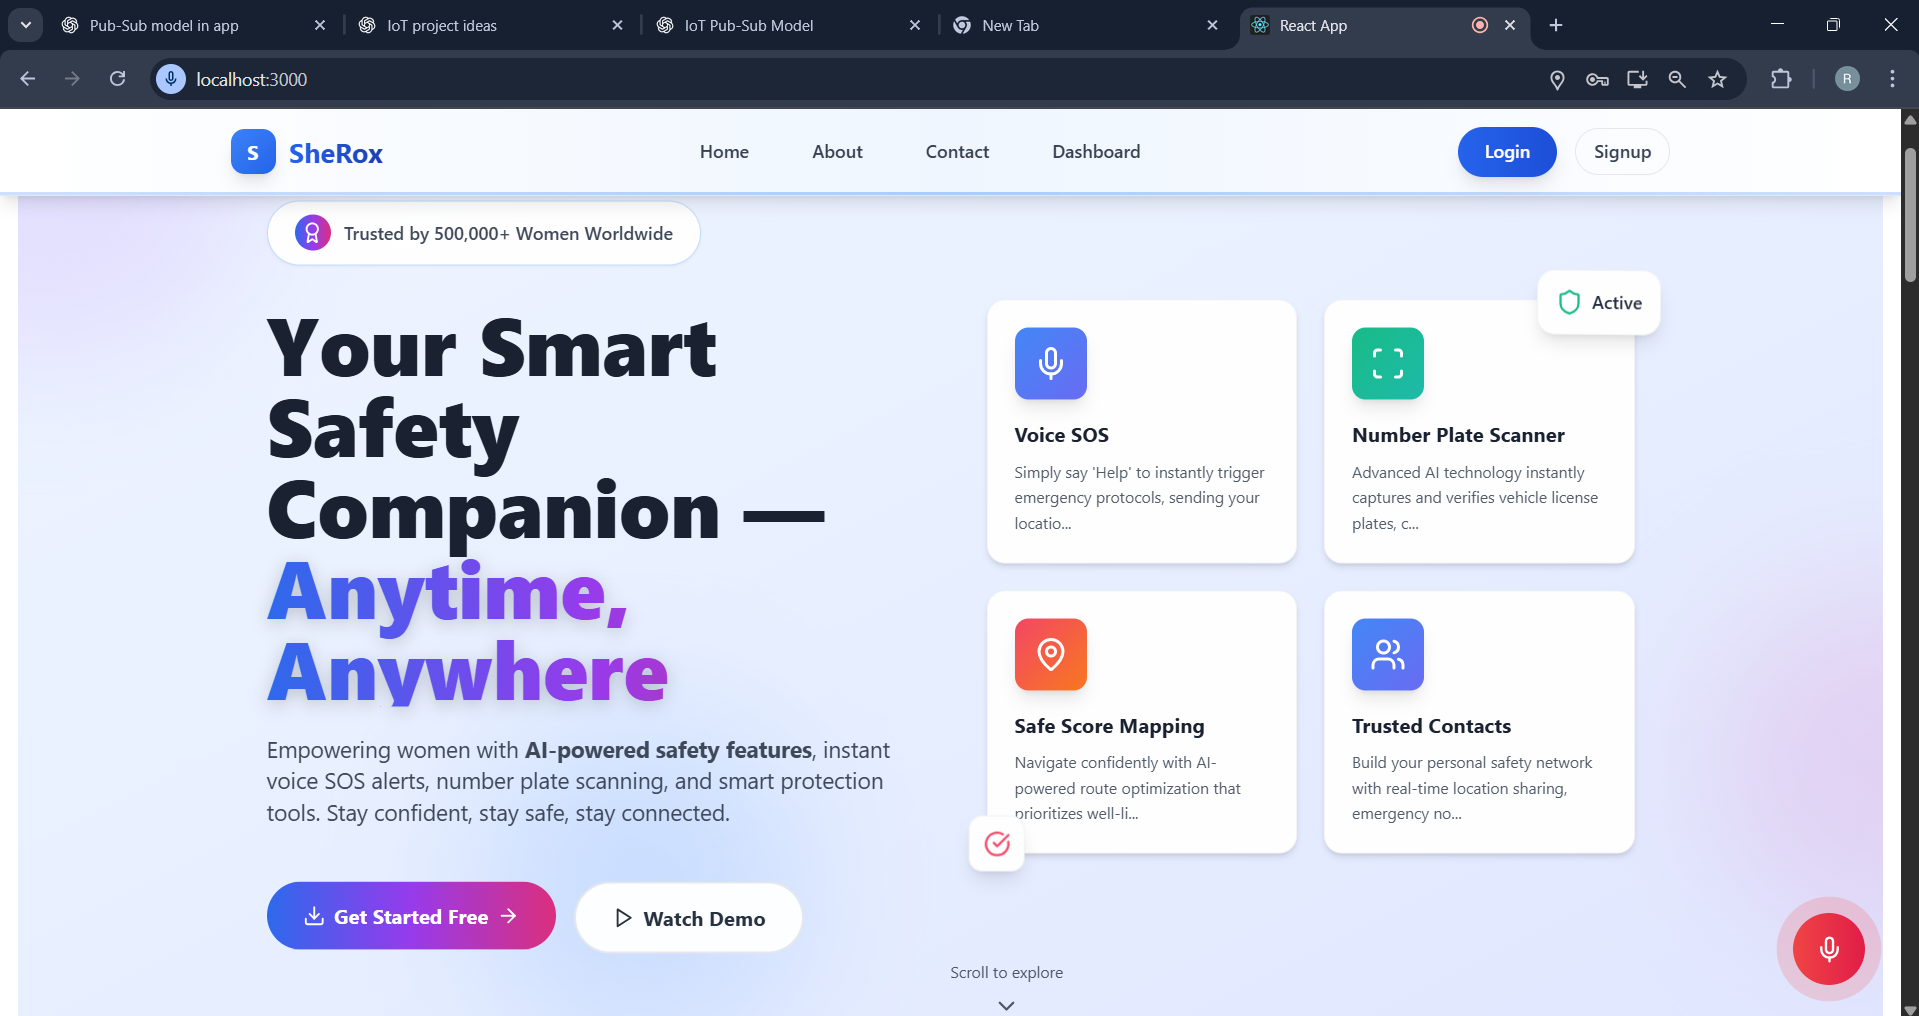 Pub-Sub model in app
IoT project ideas
IoT Pub-Sub Model
New Tab
React App
localhost:3000
R
S
SheRox
Home
About
Contact
Dashboard
Login
Signup
Trusted by 500,000+ Women Worldwide
Your Smart
Safety
Companion —
Anytime,
Anywhere
Empowering women with AI-powered safety features, instant
voice SOS alerts, number plate scanning, and smart protection
tools. Stay confident, stay safe, stay connected.
Get Started Free
Watch Demo
Active
Voice SOS
Simply say 'Help' to instantly trigger
emergency protocols, sending your
locatio...
Number Plate Scanner
Advanced AI technology instantly
captures and verifies vehicle license
plates, c...
Safe Score Mapping
Navigate confidently with AI-
powered route optimization that
prioritizes well-li...
Trusted Contacts
Build your personal safety network
with real-time location sharing,
emergency no...
Scroll to explore